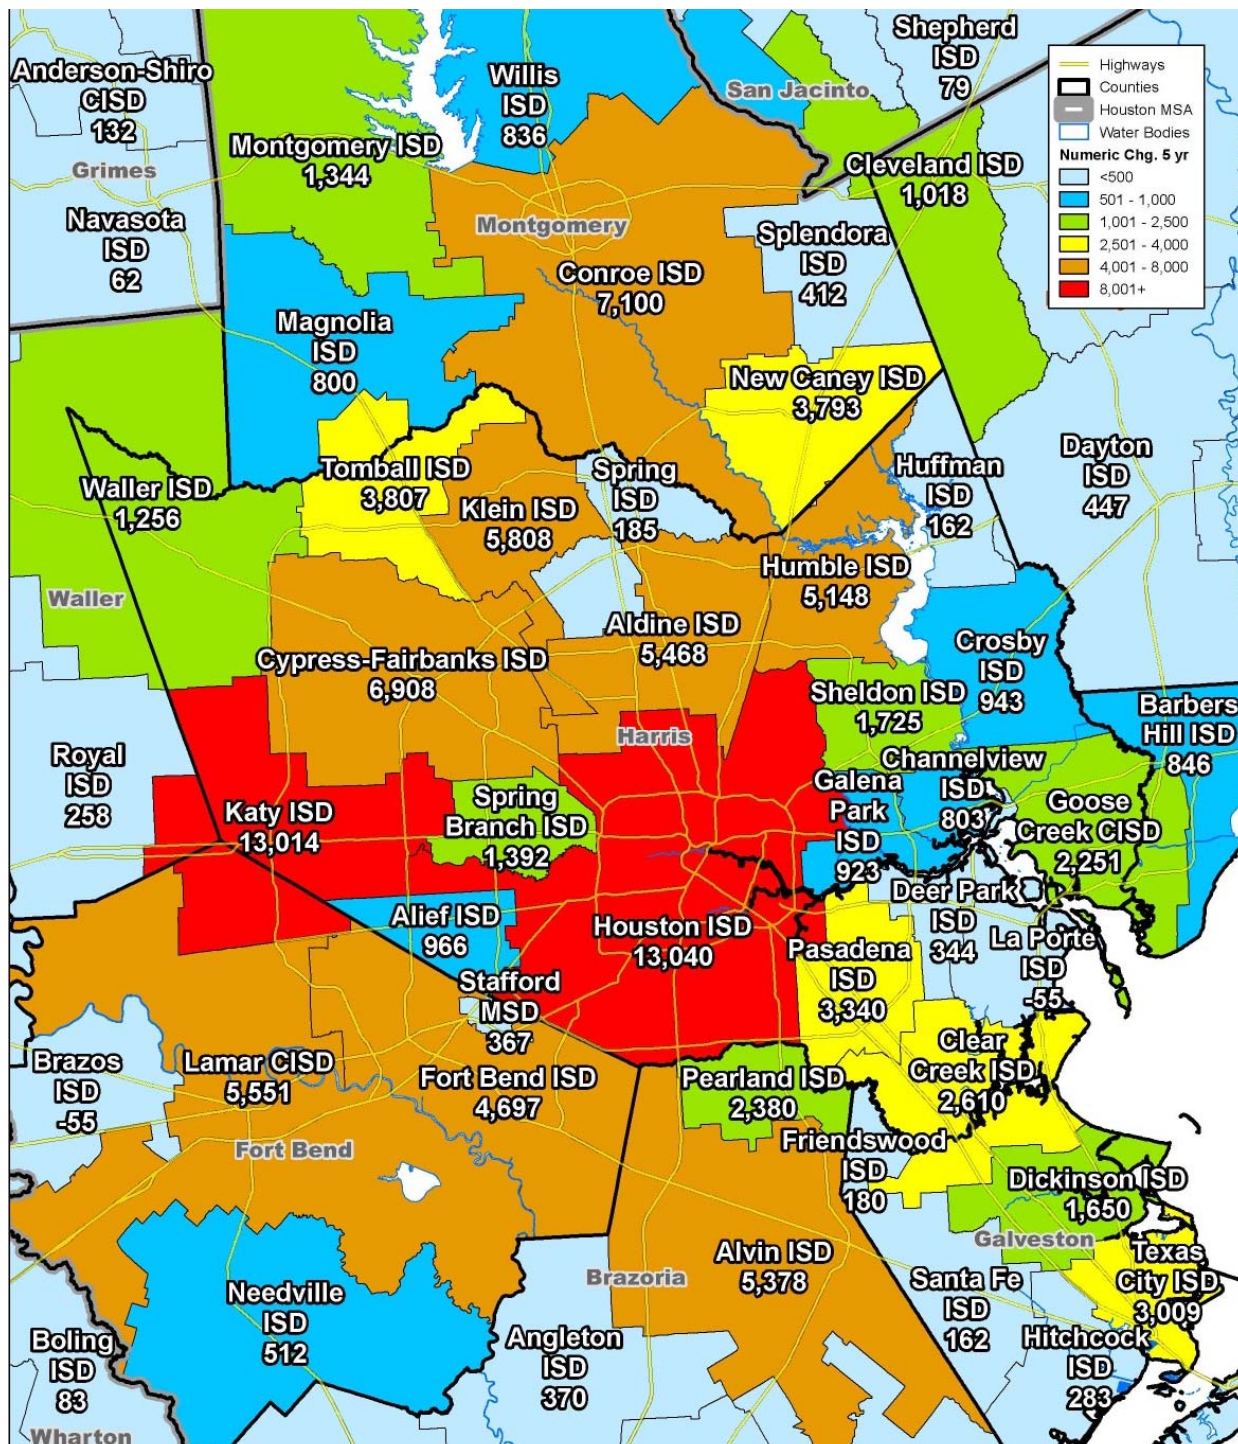 Shepherd
ISD
79
Anderson-Shiro
CISD
132
Grimes
Navasota
ISD
62
Willis
ISD
836
San Jacinto
Montgomery ISD
1,344
Montgomery
Cleveland ISD
1,018
Splendora
ISD
412
Conroe ISD
7,100
Highways
Counties
Houston MSA
Water Bodies
Numeric Chg. 5 yr
<500
501 - 1,000
1,001 - 2,500
2,501 - 4,000
4,001 - 8,000
8,001+
Magnolia
ISD
800
New Caney ISD
3,793
Tomball ISD
3,807
Spring
ISD
185
Huffman
ISD
162
Dayton
ISD
447
Waller ISD
1,256
Klein ISD
5,808
Humble ISD
5,148
Waller
Aldine ISD
5,468
Cypress-Fairbanks ISD
6,908
Crosby
ISD
943
Sheldon ISD
1,725
Barbers
Hill ISD
846
Harris
Royal
ISD
258
Katy ISD
13,014
Spring
Branch ISD
1,392
Galena
Park
ISD
923
Channelview
ISD
803
Goose
Creek CISD
2,251
Alief ISD
966
Houston ISD
13,040
Deer Park
ISD
344
La Porte
ISD
-55
Pasadena
ISD
3,340
Stafford
MSD
367
Brazos
ISD
-55
Lamar CISD
5,551
Fort Bend ISD
4,697
Pearland ISD
2,380
Clear
Creek ISD
2,610
Fort Bend
Friendswood
ISD
180
Dickinson ISD
1,650
Galveston
Alvin ISD
5,378
Brazoria
Texas
City ISD
3,009
Santa Fe
ISD
162
Needville
ISD
512
Boling
ISD
83
Angleton
ISD
370
Hitchcock
ISD
283
Wharton